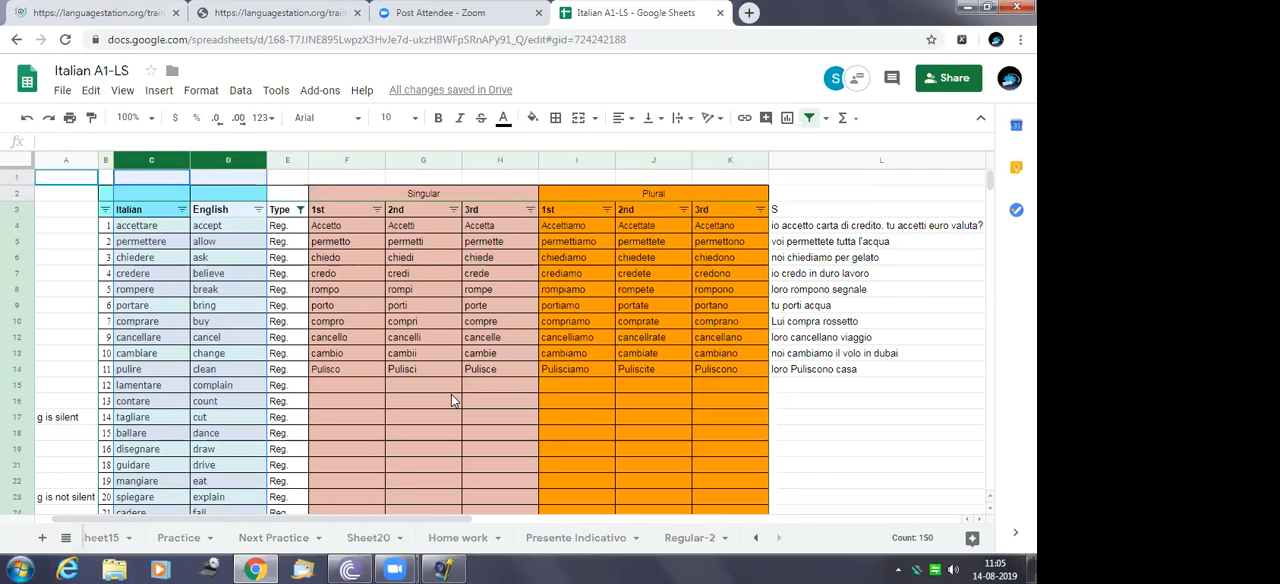 https://languagestation.org/train
https://languagestation.org/train
Post Attendee - Zoom
Italian A1-LS - Google Sheets
docs.google.com/spreadsheets/d/168-T7JJNE895LwpzX3HvJe7d-ukzHBWFpSRnAPy91_Q/edit#gid=724242188
Italian A1-LS
File Edit View Insert Format Data Tools Add-ons Help All changes saved in Drive
S
Share
100% $ % .0 .00 123 Arial 10 B I S A
fx
A B C D E F G H I J K L
1
2 Singular Plural
3 Italian English Type 1st 2nd 3rd 1st 2nd 3rd S
4 1 accettare accept Reg. Accetto Accetti Accetta Accettiamo Accettate Accettano io accetto carta di credito. tu accetti euro valuta?
5 2 permettere allow Reg. permetto permetti permette permettiamo permettete permettono voi permettete tutta l'acqua
6 3 chiedere ask Reg. chiedo chiedi chiede chiediamo chiedete chiedono noi chiediamo per gelato
7 4 credere believe Reg. credo credi crede crediamo credete credono io credo in duro lavoro
8 5 rompere break Reg. rompo rompi rompe rompiamo rompete rompono loro rompono segnale
9 6 portare bring Reg. porto porti porte portiamo portate portano tu porti acqua
10 7 comprare buy Reg. compro compri compre compriamo comprate comprano Lui compra rossetto
12 9 cancellare cancel Reg. cancello cancelli cancelle cancelliamo cancellrate cancellano loro cancellano viaggio
13 10 cambiare change Reg. cambio cambii cambie cambiamo cambiate cambiano noi cambiamo il volo in dubai
14 11 pulire clean Reg. Pulisco Pulisci Pulisce Pulisciamo Puliscite Puliscono loro Puliscono casa
15 12 lamentare complain Reg.
16 13 contare count Reg.
17 g is silent 14 tagliare cut Reg.
18 15 ballare dance Reg.
19 16 disegnare draw Reg.
21 18 guidare drive Reg.
22 19 mangiare eat Reg.
23 g is not silent 20 spiegare explain Reg.
24 21 cadere fall Reg.
Practice Next Practice Sheet20 Home work Presente Indicativo Regular-2 Count: 150
11:05
14-08-2019